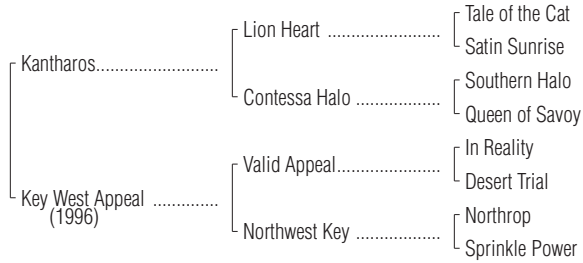 Tale of the Cat
Lion Heart ......................
Satin Sunrise
Kantharos........................
Southern Halo
Contessa Halo .................
Queen of Savoy
In Reality
Valid Appeal.....................
Desert Trial
Key West Appeal .............
(1996)
Northrop
Northwest Key .................
Sprinkle Power